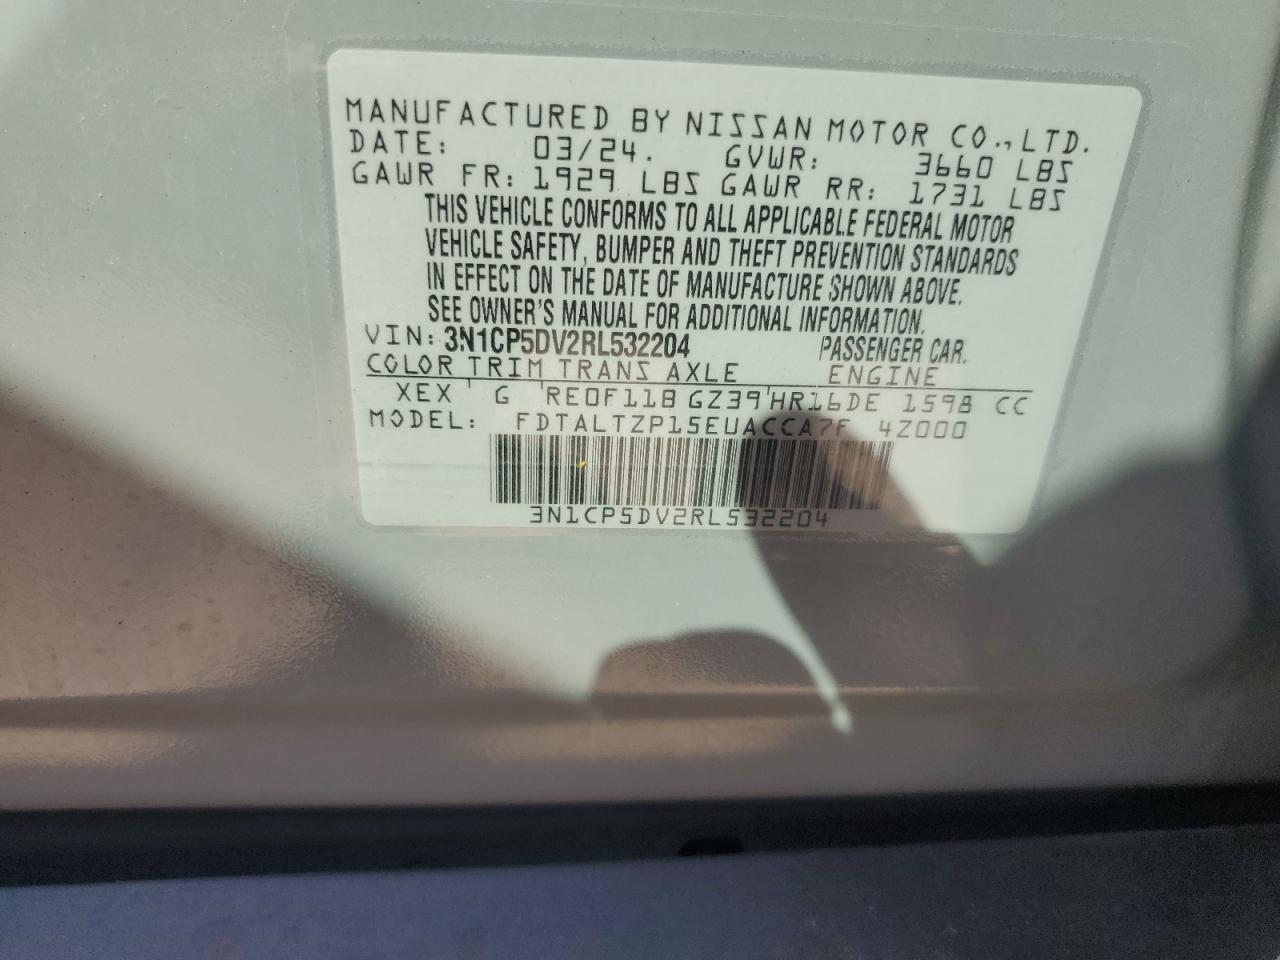 MANUFACTURED BY NISSAN MOTOR CO., LTD.
DATE: 03/24. GVWR: 3660 LBS
GAWR FR: 1929 LBS GAWR RR: 1731 LBS
THIS VEHICLE CONFORMS TO ALL APPLICABLE FEDERAL MOTOR
VEHICLE SAFETY, BUMPER AND THEFT PREVENTION STANDARDS
IN EFFECT ON THE DATE OF MANUFACTURE SHOWN ABOVE.
SEE OWNER'S MANUAL FOR ADDITIONAL INFORMATION.
VIN: 3N1CP5DV2RL532204 PASSENGER CAR.
COLOR TRIM TRANS AXLE ENGINE
XEX ' G 'RE0F11B GZ39'HR16DE 1598 CC
MODEL: FDTALTZP15EUACCA7F 4Z000
3N1CP5DV2RL532204